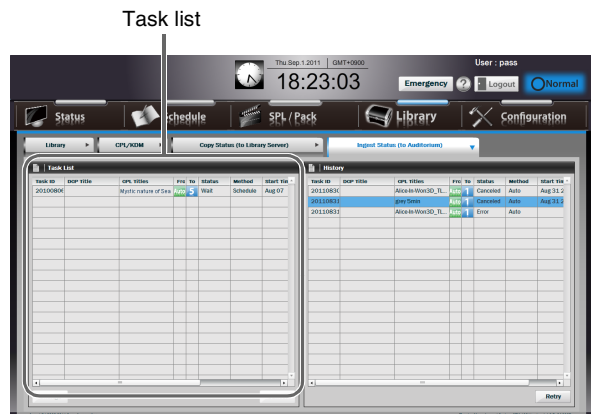 Task list
Thu.Sep.1.2011 GMT+0900
User : pass
18:23:03
Emergency ? Logout Normal
Status Schedule SPL / Pack Library Configuration
Library CPL/KDM Copy Status (to Library Server) Ingest Status (to Auditorium)
Task List
Task ID DCP Title CPL Titles Fro To Status Method Start Tim
20100806 Mystic nature of Sea Auto 5 Wait Schedule Aug 07
History
Task ID DCP Title CPL Titles Fro To Status Method Start Tim
2011083( Alice-In-Won3D_TL... Auto 1 Canceled Auto Aug 31 2
20110831 grey 5min Auto 1 Canceled Auto Aug 31 2
20110831 Alice-In-Won3D_TL... Auto 1 Error Auto
Retry